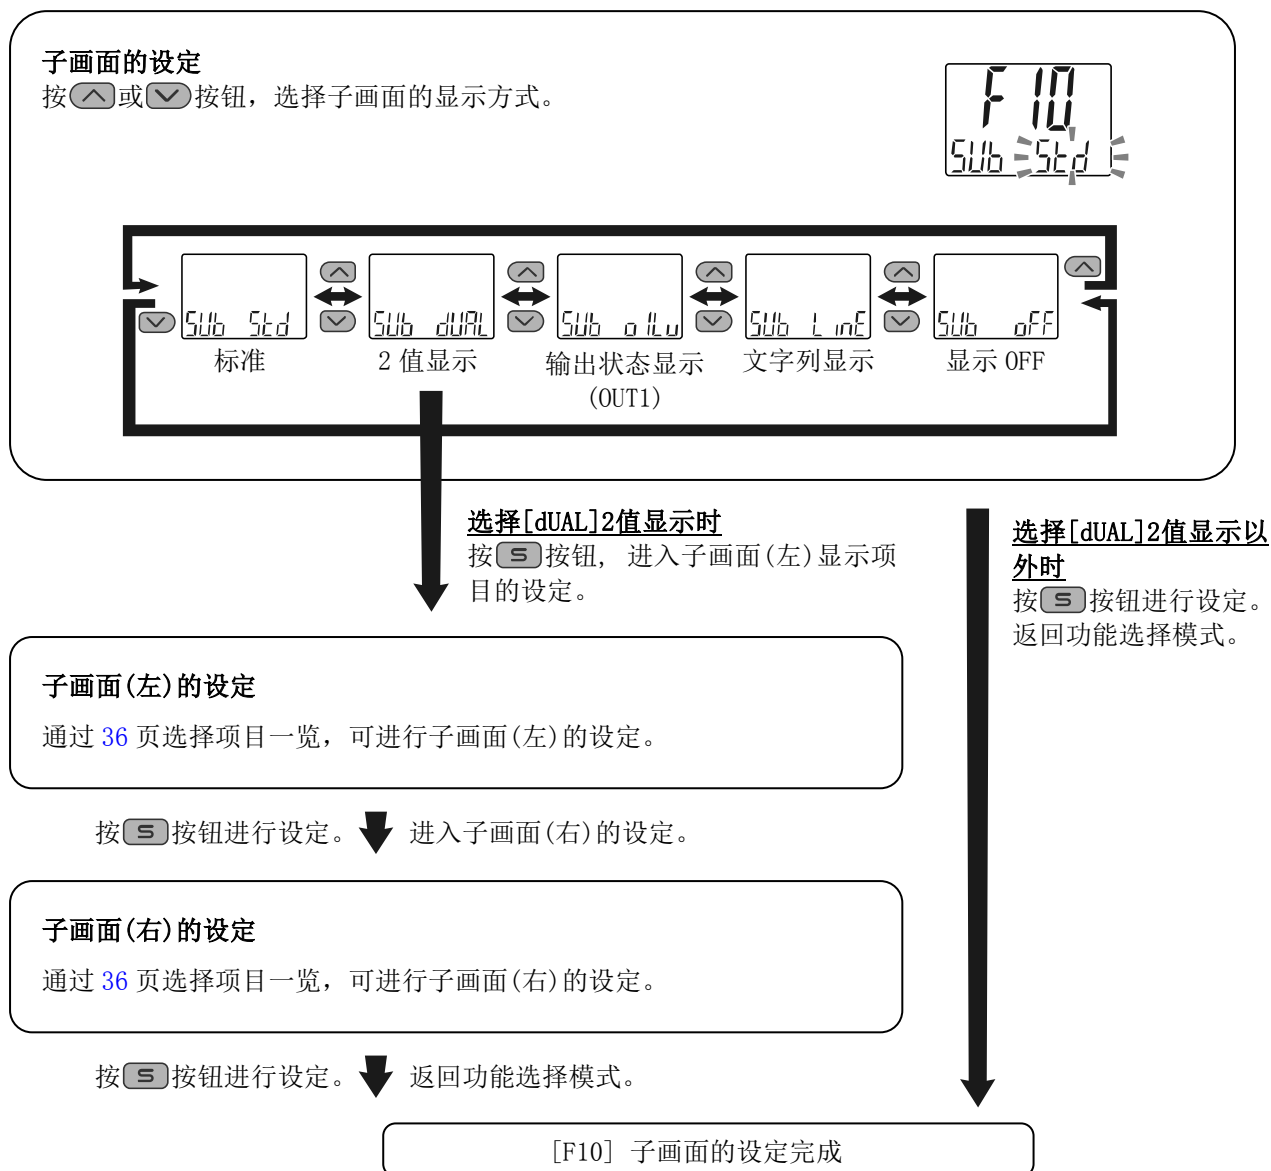 子画面的设定
按或按钮，选择子画面的显示方式。
F10
SUb Std
SUb Std
SUb dUAL
SUb o1Lv
SUb LinE
SUb oFF
标准
2 值显示
输出状态显示
(OUT1)
文字列显示
显示 OFF
选择[dUAL]2值显示时
按 S 按钮, 进入子画面(左)显示项
目的设定。
选择[dUAL]2值显示以
外时
按 S 按钮进行设定。
返回功能选择模式。
子画面(左)的设定
通过 36 页选择项目一览，可进行子画面(左)的设定。
按 S 按钮进行设定。 进入子画面(右)的设定。
子画面(右)的设定
通过 36 页选择项目一览，可进行子画面(右)的设定。
按 S 按钮进行设定。 返回功能选择模式。
[F10] 子画面的设定完成